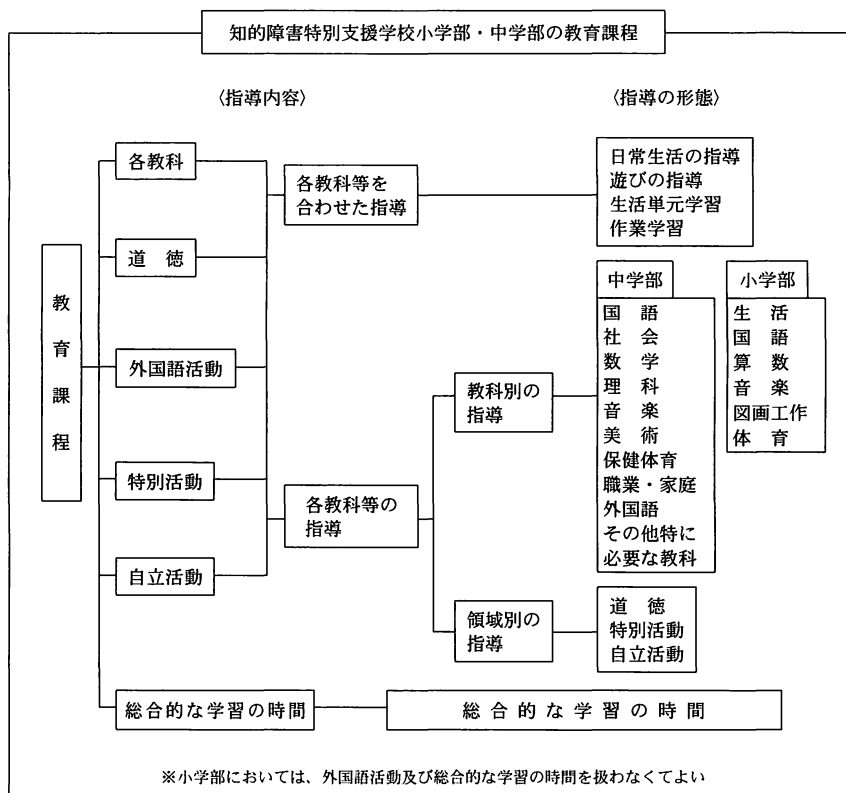 知的障害特別支援学校小学部・中学部の教育課程
〈指導内容〉
〈指導の形態〉
教育課程
各教科
道　徳
外国語活動
特別活動
自立活動
総合的な学習の時間
各教科等を
合わせた指導
各教科等の
指導
教科別の
指導
領域別の
指導
日常生活の指導
遊びの指導
生活単元学習
作業学習
中学部
国　語
社　会
数　学
理　科
音　楽
美　術
保健体育
職業・家庭
外国語
その他特に
必要な教科
小学部
生　活
国　語
算　数
音　楽
図画工作
体　育
道　徳
特別活動
自立活動
総合的な学習の時間
※小学部においては、外国語活動及び総合的な学習の時間を扱わなくてよい